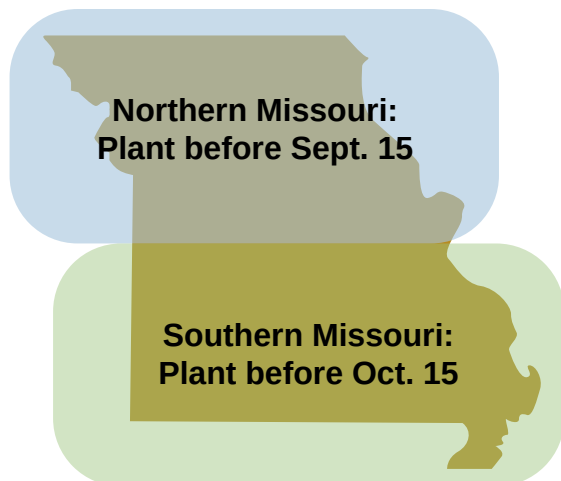 Northern Missouri:
Plant before Sept. 15
Southern Missouri:
Plant before Oct. 15